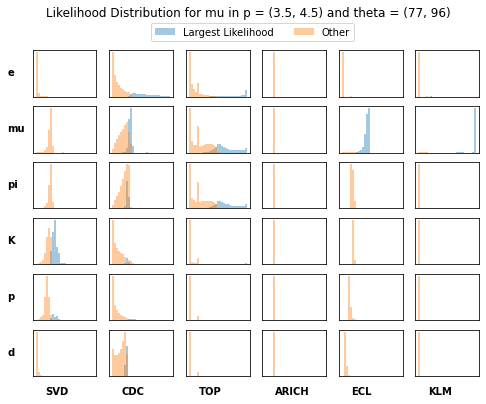 Likelihood Distribution for mu in p = (3.5, 4.5) and theta = (77, 96)
Largest Likelihood Other
e
mu
pi
K
p
d
SVD CDC TOP ARICH ECL KLM